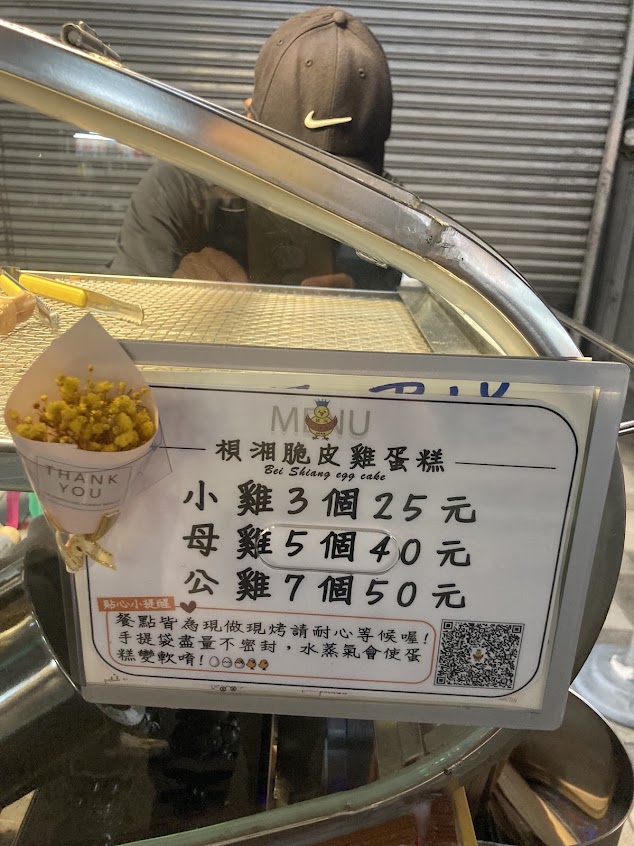 MENU
梖湘脆皮雞蛋糕
Bei Shiang egg cake
小雞3個25元
母雞5個40元
公雞7個50元
貼心小提醒
餐點皆為現做現烤請耐心等候喔!
手提袋盡量不密封,水蒸氣會使蛋
糕變軟唷!
THANK
YOU